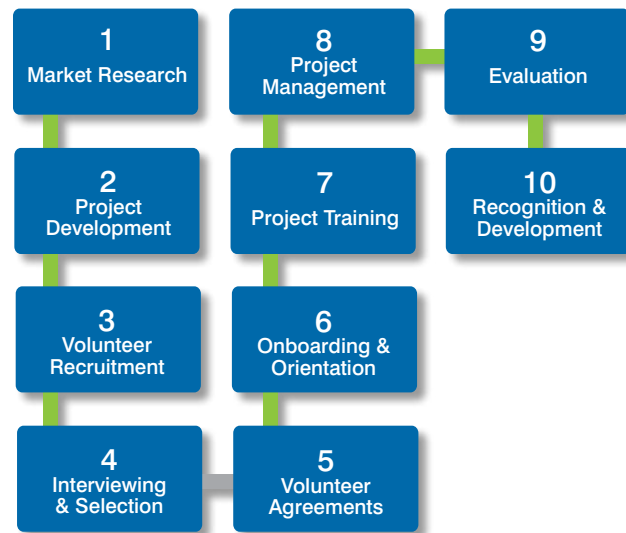 1
Market Research
2
Project
Development
3
Volunteer
Recruitment
4
Interviewing
& Selection
5
Volunteer
Agreements
6
Onboarding &
Orientation
7
Project Training
8
Project
Management
9
Evaluation
10
Recognition &
Development